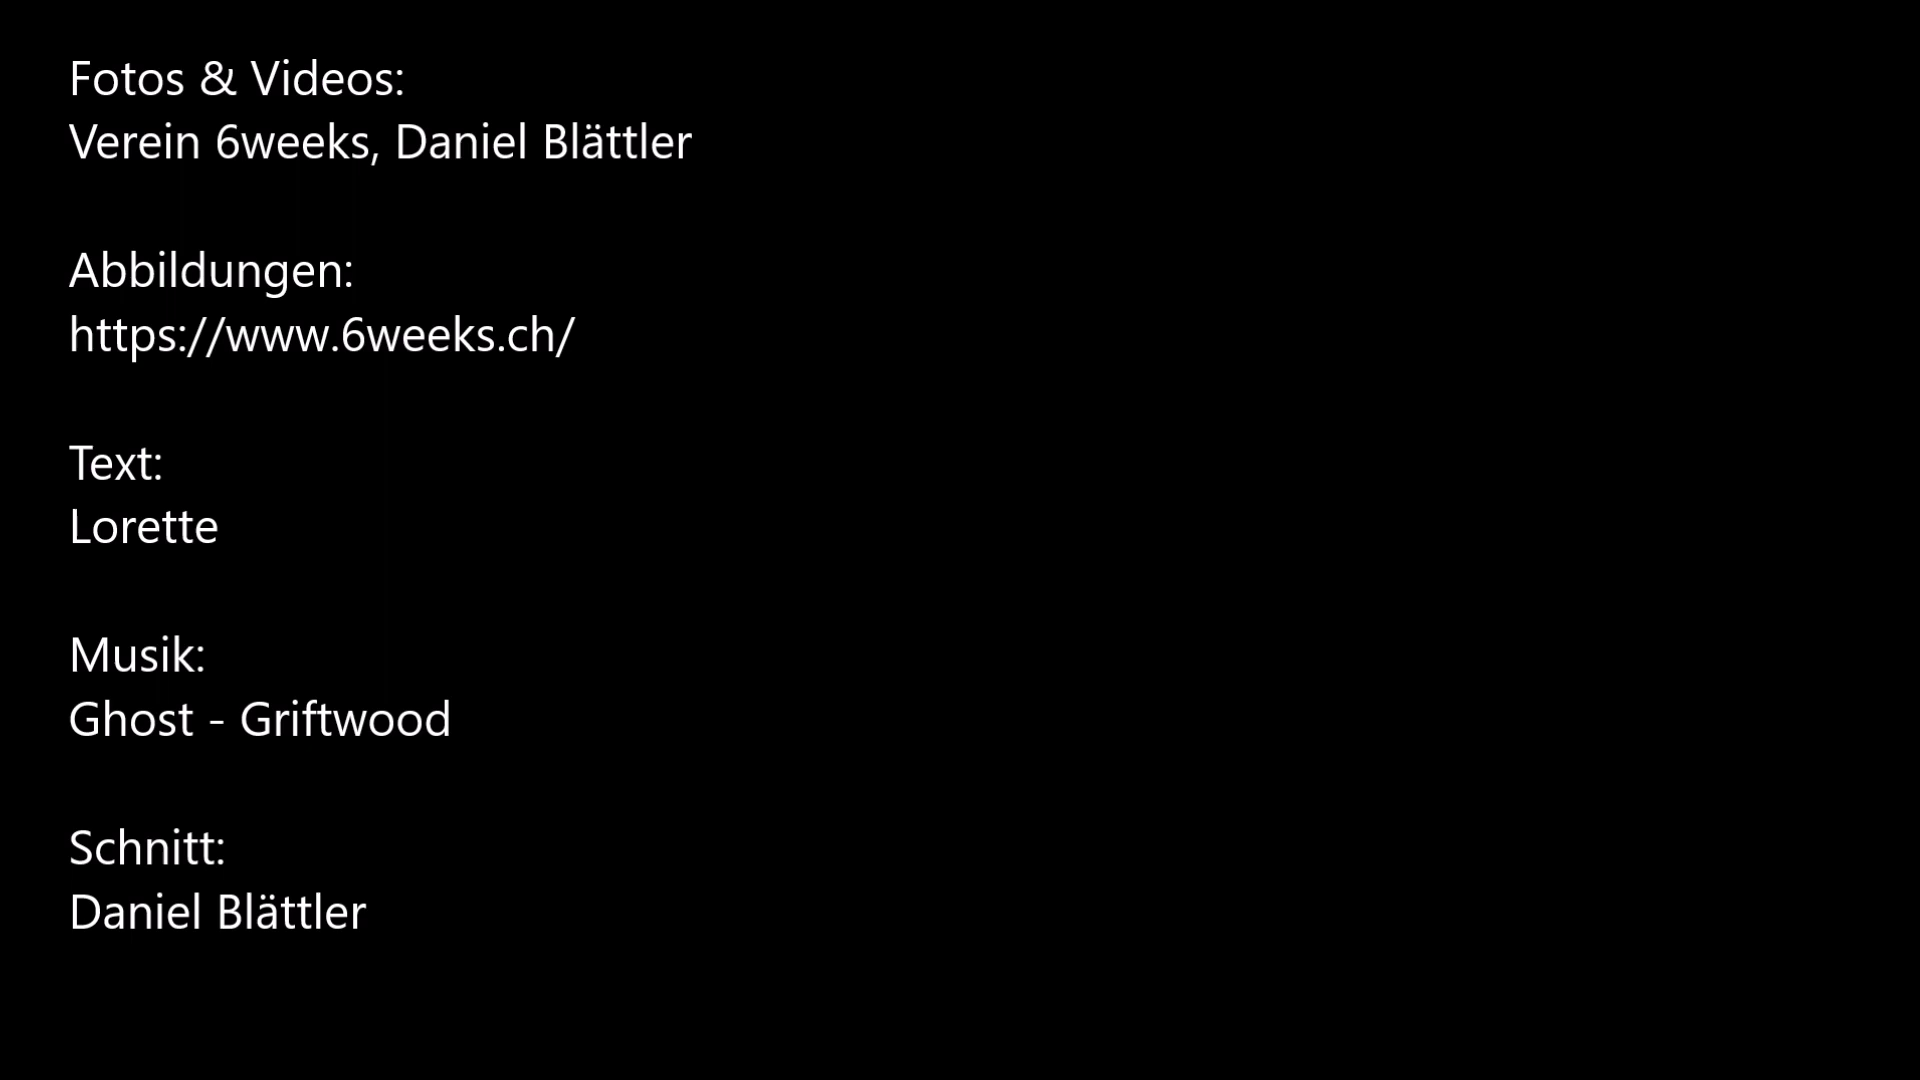 Fotos & Videos:
Verein 6weeks, Daniel Blättler
Abbildungen:
https://www.6weeks.ch/
Text:
Lorette
Musik:
Ghost - Griftwood
Schnitt:
Daniel Blättler